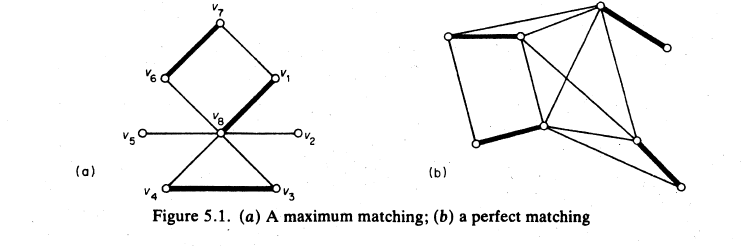 v7
v6
v1
v8
v5
v2
(a)
(b)
v4
v3
Figure 5.1. (a) A maximum matching; (b) a perfect matching